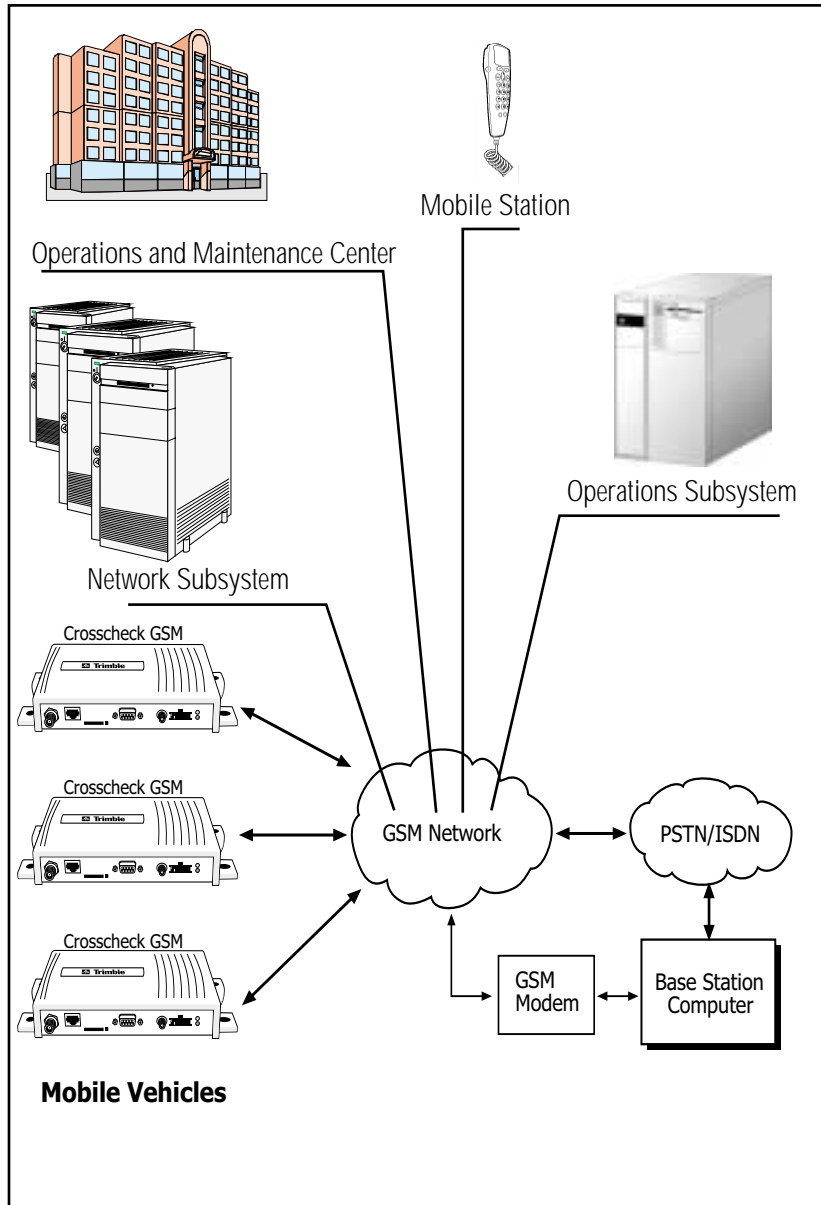 Mobile Station
Operations and Maintenance Center
Operations Subsystem
Network Subsystem
Crosscheck GSM
Trimble
Crosscheck GSM
Trimble
GSM Network
PSTN/ISDN
Crosscheck GSM
Trimble
GSM
Modem
Base Station
Computer
Mobile Vehicles